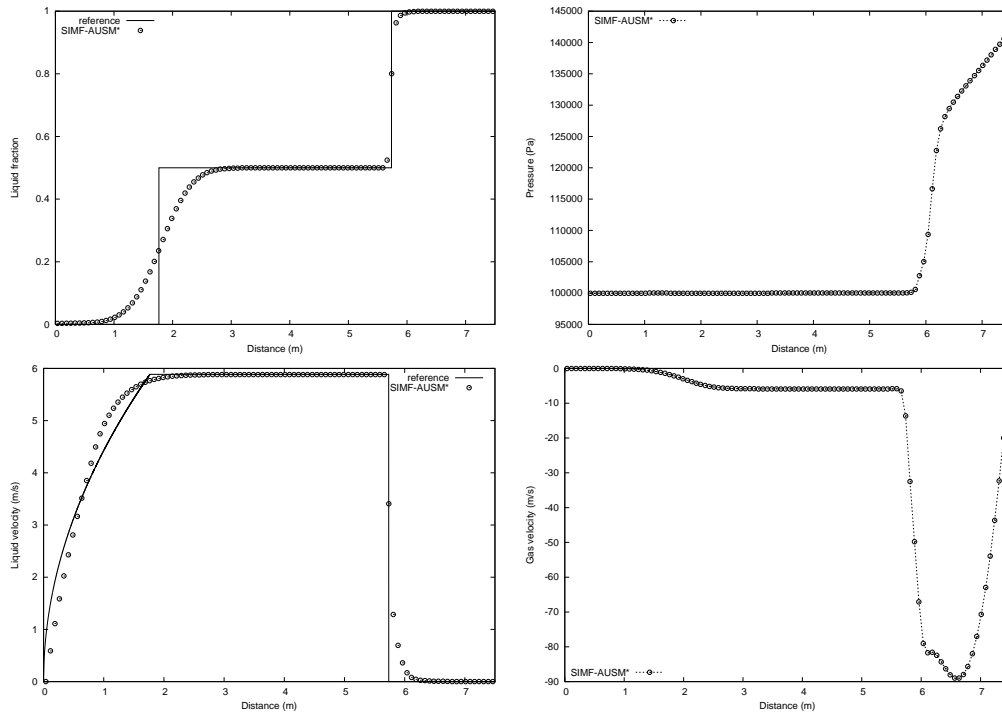 reference
SIMF-AUSM*
1
0.8
0.6
0.4
0.2
0
Liquid fraction
0 1 2 3 4 5 6 7
Distance (m)
SIMF-AUSM*
145000
140000
135000
130000
125000
120000
115000
110000
105000
100000
95000
Pressure (Pa)
0 1 2 3 4 5 6 7
Distance (m)
reference
SIMF-AUSM*
6
5
4
3
2
1
0
Liquid velocity (m/s)
0 1 2 3 4 5 6 7
Distance (m)
0
-10
-20
-30
-40
-50
-60
-70
-80
-90
Gas velocity (m/s)
SIMF-AUSM*
0 1 2 3 4 5 6 7
Distance (m)